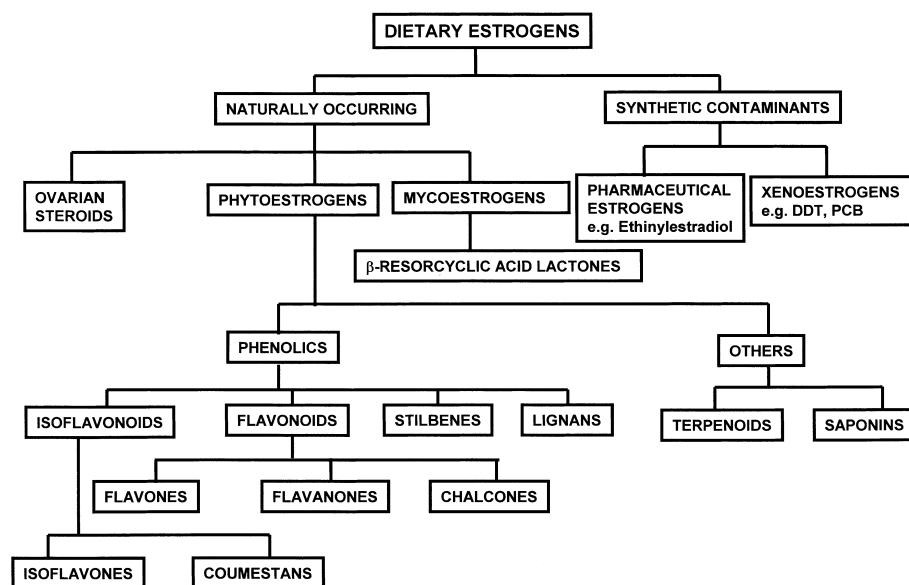 DIETARY ESTROGENS
NATURALLY OCCURRING
SYNTHETIC CONTAMINANTS
OVARIAN
STEROIDS
PHYTOESTROGENS
MYCOESTROGENS
PHARMACEUTICAL
ESTROGENS
e.g. Ethinylestradiol
XENOESTROGENS
e.g. DDT, PCB
β-RESORCYCLIC ACID LACTONES
PHENOLICS
OTHERS
ISOFLAVONOIDS
FLAVONOIDS
STILBENES
LIGNANS
TERPENOIDS
SAPONINS
FLAVONES
FLAVANONES
CHALCONES
ISOFLAVONES
COUMESTANS